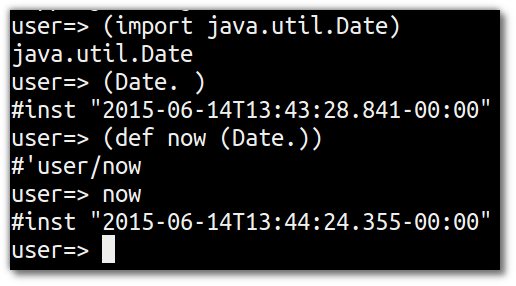 user=> (import java.util.Date)
java.util.Date
user=> (Date. )
#inst "2015-06-14T13:43:28.841-00:00"
user=> (def now (Date.))
#'user/now
user=> now
#inst "2015-06-14T13:44:24.355-00:00"
user=>